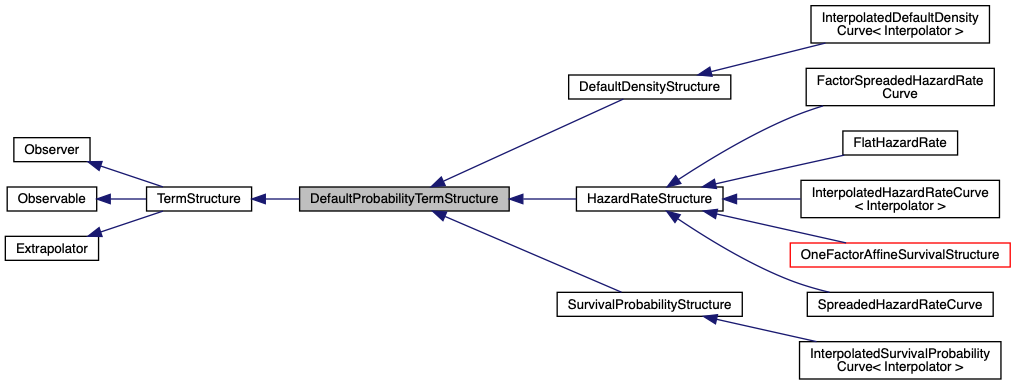 InterpolatedDefaultDensity
Curve< Interpolator >
DefaultDensityStructure
FactorSpreadedHazardRate
Curve
Observer
FlatHazardRate
Observable
TermStructure
DefaultProbabilityTermStructure
HazardRateStructure
InterpolatedHazardRateCurve
< Interpolator >
Extrapolator
OneFactorAffineSurvivalStructure
SurvivalProbabilityStructure
SpreadedHazardRateCurve
InterpolatedSurvivalProbability
Curve< Interpolator >